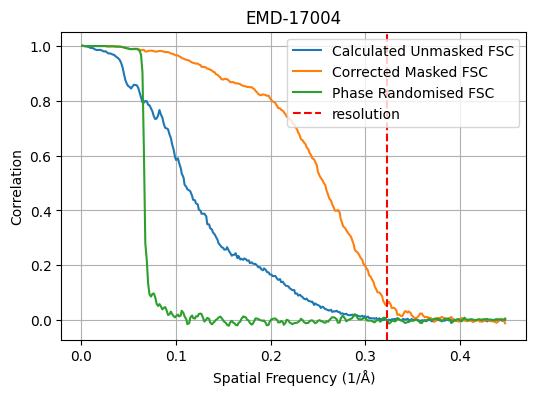 EMD-17004
Calculated Unmasked FSC
Corrected Masked FSC
Phase Randomised FSC
resolution
Correlation
1.0
0.8
0.6
0.4
0.2
0.0
0.0 0.1 0.2 0.3 0.4
Spatial Frequency (1/Å)